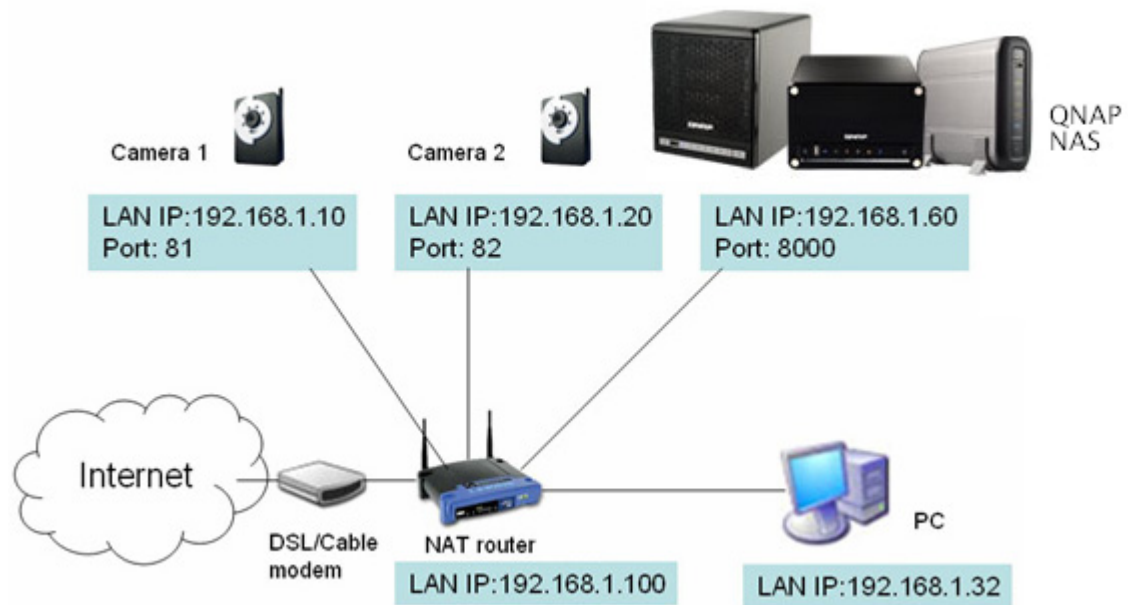 QNAP
NAS
Camera 1
Camera 2
LAN IP:192.168.1.10
Port: 81
LAN IP:192.168.1.20
Port: 82
LAN IP:192.168.1.60
Port: 8000
Internet
DSL/Cable
modem
NAT router
PC
LAN IP:192.168.1.100
LAN IP:192.168.1.32